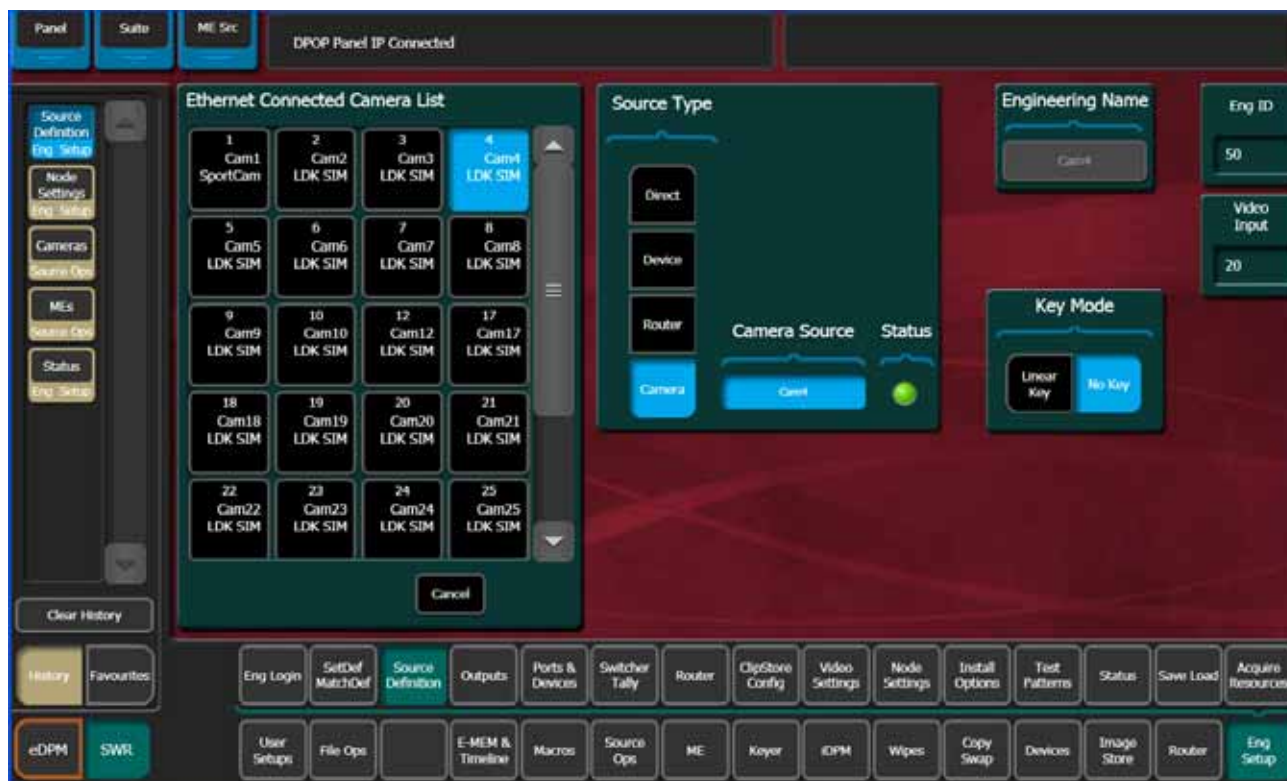 Panel
Suite
ME Src
DPOP Panel IP Connected
Source
Definition
Eng Setup
Node
Settings
Eng Setup
Cameras
Source Ops
MEs
Source Ops
Status
Eng Setup
Clear History
History
Favourites
eDPM
SWR
Ethernet Connected Camera List
1
Cam1
SportCam
2
Cam2
LDK SIM
3
Cam3
LDK SIM
4
Cam4
LDK SIM
5
Cam5
LDK SIM
6
Cam6
LDK SIM
7
Cam7
LDK SIM
8
Cam8
LDK SIM
9
Cam9
LDK SIM
10
Cam10
LDK SIM
12
Cam12
LDK SIM
17
Cam17
LDK SIM
18
Cam18
LDK SIM
19
Cam19
LDK SIM
20
Cam20
LDK SIM
21
Cam21
LDK SIM
22
Cam22
LDK SIM
23
Cam23
LDK SIM
24
Cam24
LDK SIM
25
Cam25
LDK SIM
Cancel
Source Type
Direct
Device
Router
Camera
Camera Source
Cam4
Status
Engineering Name
Cam4
Eng ID
50
Video
Input
20
Key Mode
Linear
Key
No Key
Eng Login
SetDef
MatchDef
Source
Definition
Outputs
Ports &
Devices
Switcher
Tally
Router
ClipStore
Config
Video
Settings
Node
Settings
Install
Options
Test
Patterns
Status
Save Load
Acquire
Resources
User
Setups
File Ops
E-MEM &
Timeline
Macros
Source
Ops
ME
Keyer
iDPM
Wipes
Copy
Swap
Devices
Image
Store
Router
Eng
Setup